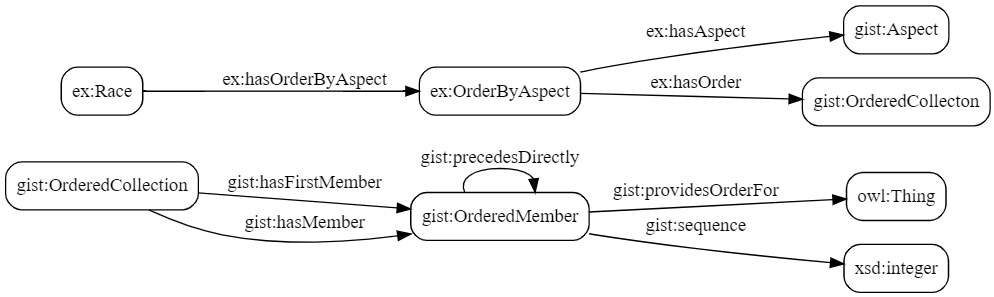 ex:Race
ex:hasOrderByAspect
ex:OrderByAspect
ex:hasAspect
gist:Aspect
ex:hasOrder
gist:OrderedCollecton
gist:OrderedCollection
gist:hasFirstMember
gist:hasMember
gist:precedesDirectly
gist:OrderedMember
gist:providesOrderFor
owl:Thing
gist:sequence
xsd:integer